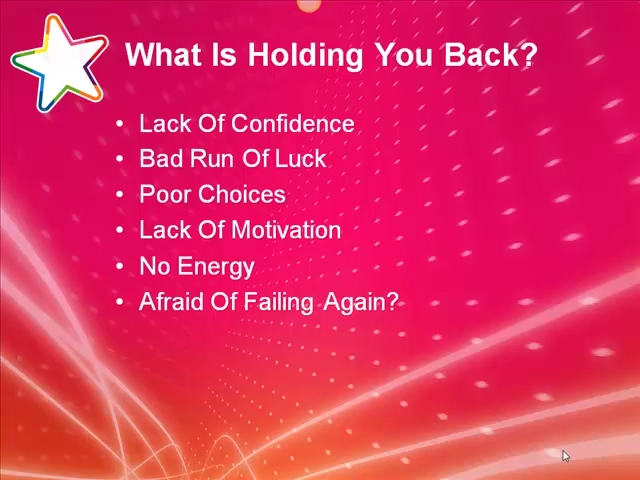 What Is Holding You Back?
• Lack Of Confidence
• Bad Run Of Luck
• Poor Choices
• Lack Of Motivation
• No Energy
• Afraid Of Failing Again?